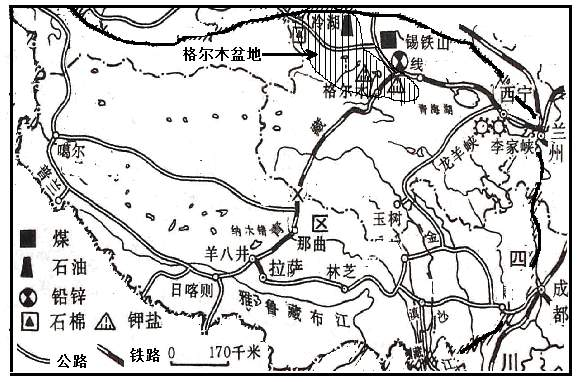 冷湖
锡铁山
格尔木盆地
线
格尔木
青海湖
西宁
兰州
李家峡
龙羊峡
藏
噶尔
普兰
玉树
区
那曲
金
四
羊八井
拉萨
林芝
日喀则
雅鲁藏布江
滇
沙
成都
藏
江
川
煤
石油
铅锌
石棉 钾盐
公路 铁路 0 170千米